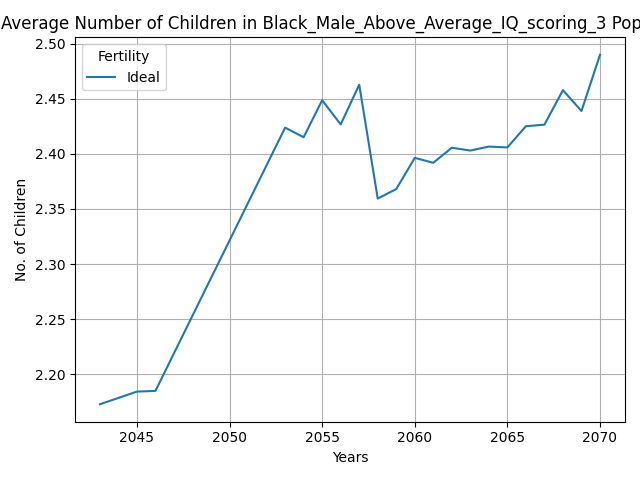 Average Number of Children in Black_Male_Above_Average_IQ_scoring_3 Pop
2.50
2.45
2.40
2.35
2.30
2.25
2.20
No. of Children
Fertility
Ideal
2045 2050 2055 2060 2065 2070
Years